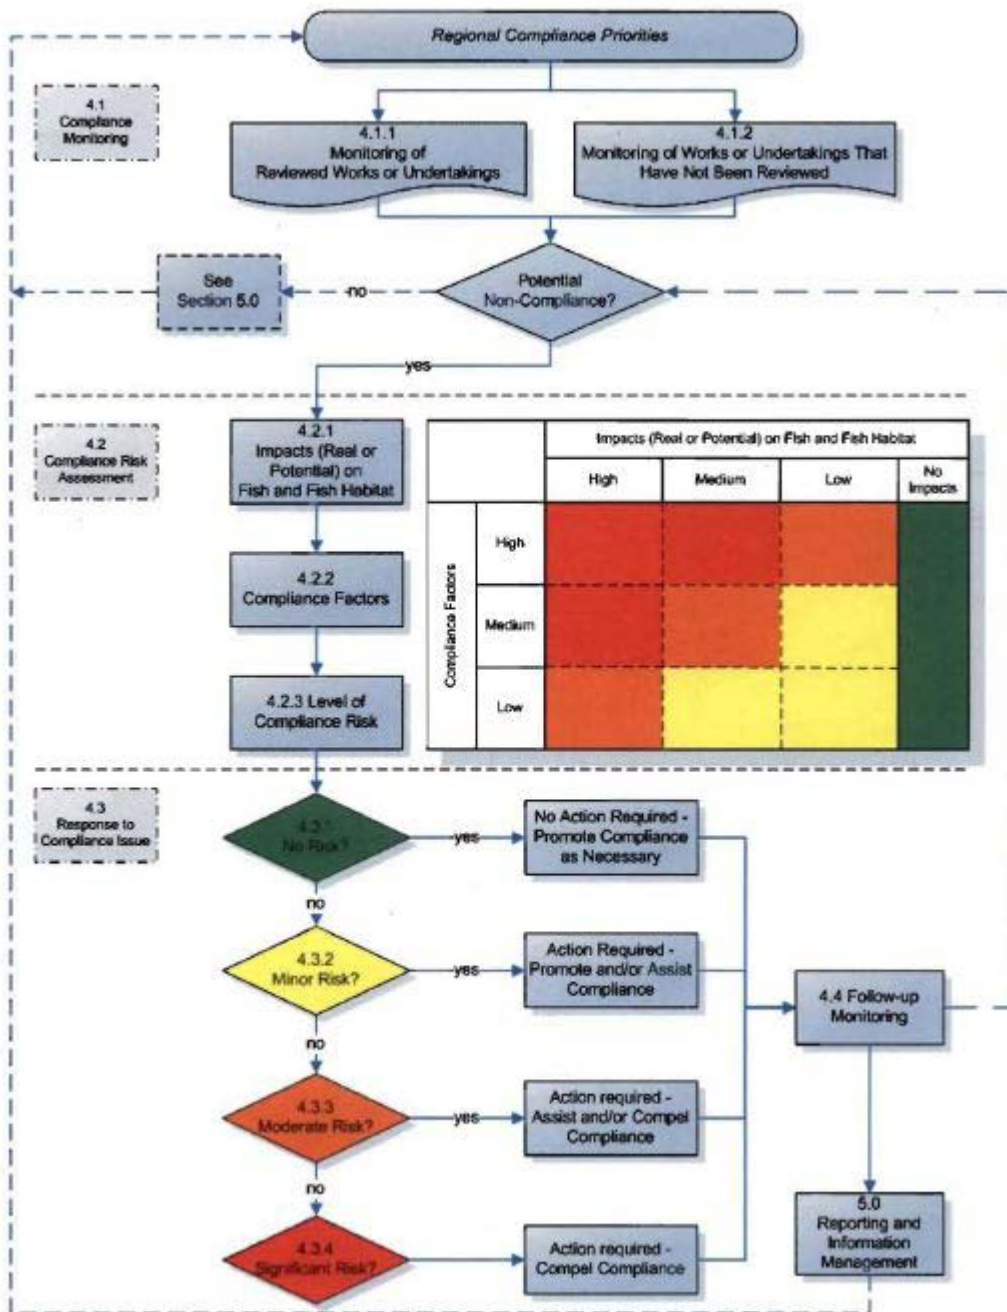 Regional Compliance Priorities
4.1
Compliance
Monitoring
4.1.1
Monitoring of
Reviewed Works or Undertakings
4.1.2
Monitoring of Works or Undertakings That
Have Not Been Reviewed
See
Section 5.0
no
Potential
Non-Compliance?
yes
4.2
Compliance Risk
Assessment
4.2.1
Impacts (Real or
Potential) on
Fish and Fish Habitat
4.2.2
Compliance Factors
4.2.3 Level of
Compliance Risk
Impacts (Real or Potential) on Fish and Fish Habitat
High
Medium
Low
No
Impacts
Compliance Factors
High
Medium
Low
4.3
Response to
Compliance Issue
4.3.1
No Risk?
yes
No Action Required -
Promote Compliance
as Necessary
no
4.3.2
Minor Risk?
yes
Action Required -
Promote and/or Assist
Compliance
no
4.3.3
Moderate Risk?
yes
Action required -
Assist and/or Compel
Compliance
no
4.3.4
Significant Risk?
Action required -
Compel Compliance
4.4 Follow-up
Monitoring
5.0
Reporting and
Information
Management